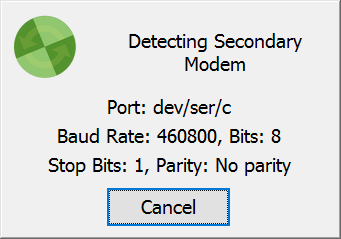 Detecting Secondary
Modem
Port: dev/ser/c
Baud Rate: 460800, Bits: 8
Stop Bits: 1, Parity: No parity
Cancel